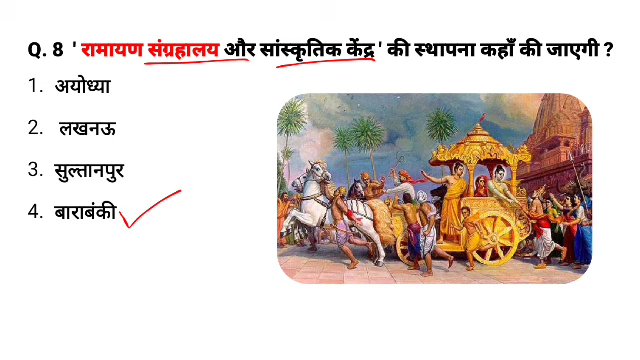 Q. 8 ' रामायण संग्रहालय और सांस्कृतिक केंद्र ' की स्थापना कहाँ की जाएगी ?
1. अयोध्या
2. लखनऊ
3. सुल्तानपुर
4. बाराबंकी